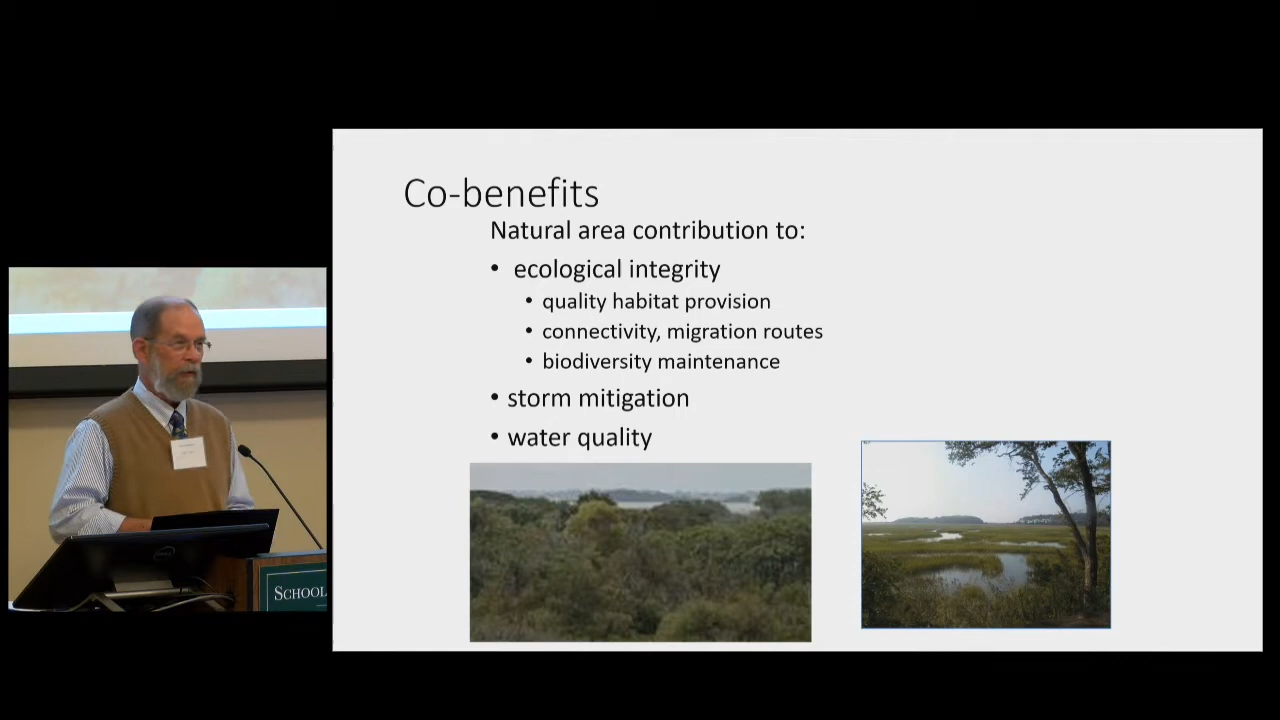 Co-benefits
Natural area contribution to:
• ecological integrity
• quality habitat provision
• connectivity, migration routes
• biodiversity maintenance
• storm mitigation
• water quality
SCHOOL